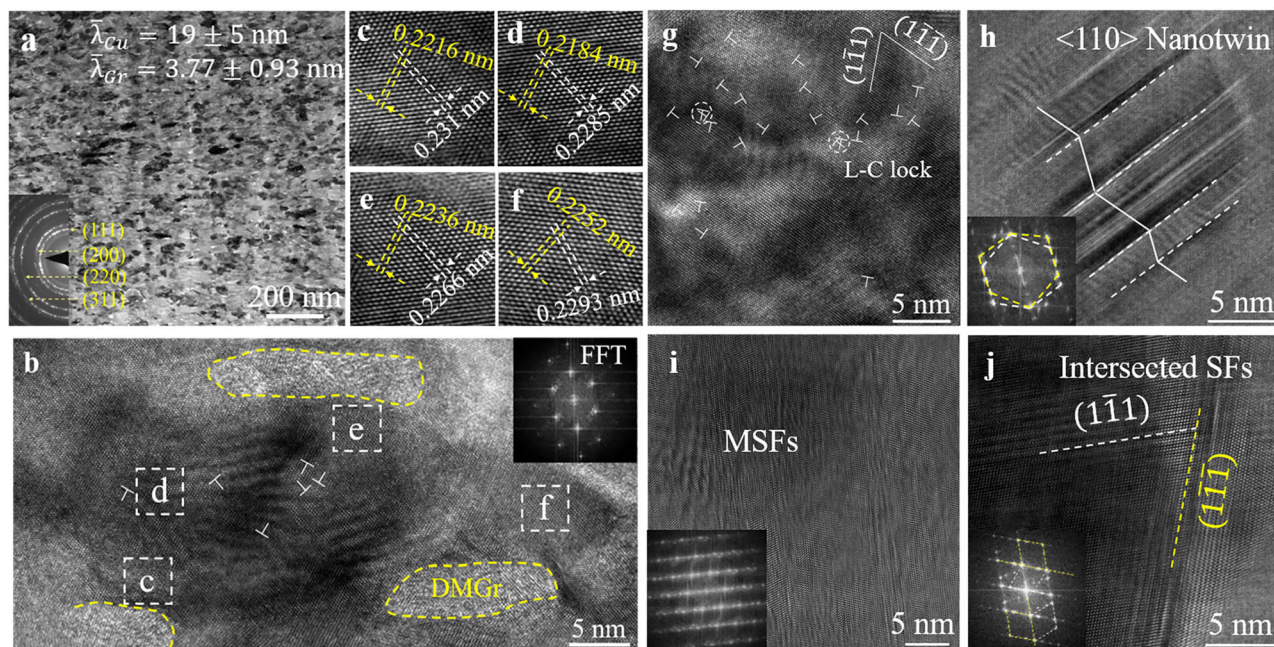 a
λ̄Cu = 19 ± 5 nm
λ̄Gr = 3.77 ± 0.93 nm
(111)
(200)
(220)
(311)
200 nm
c
0.2216 nm
0.231 nm
d
0.2184 nm
0.2285 nm
e
0.2236 nm
0.2266 nm
f
0.2252 nm
0.2293 nm
b
FFT
e
d
f
c
DMGr
5 nm
g
(11̄1)
(111̄)
L-C lock
5 nm
h
<110> Nanotwin
5 nm
i
MSFs
5 nm
j
Intersected SFs
(11̄1)
(11̄1)
5 nm